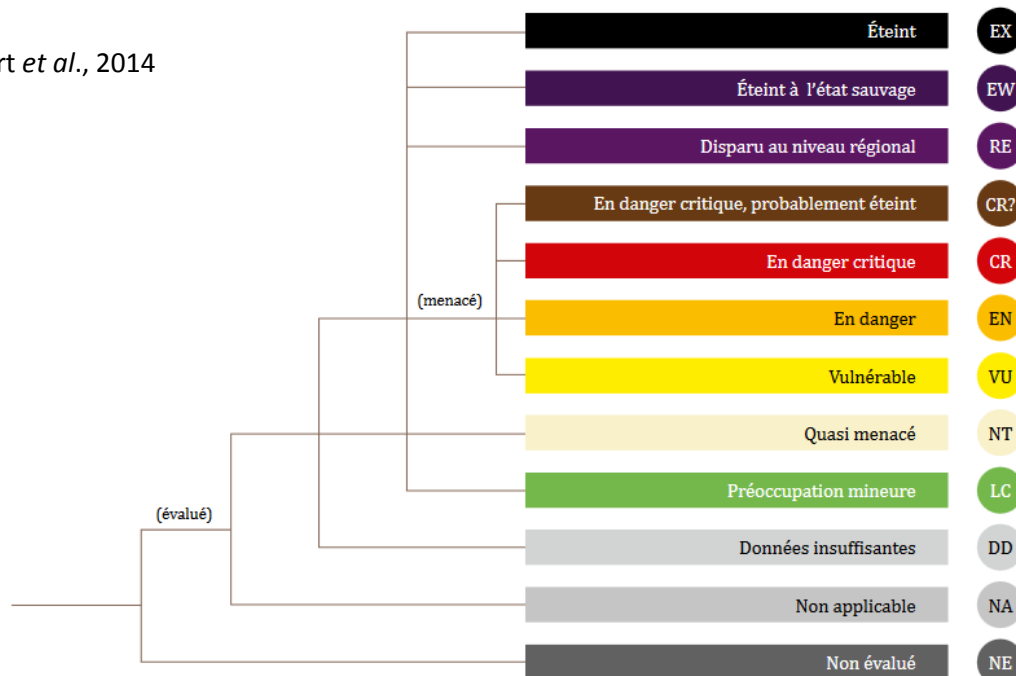 Éteint EX
rt et al., 2014
Éteint à l'état sauvage EW
Disparu au niveau régional RE
En danger critique, probablement éteint CR?
En danger critique CR
(menacé)
En danger EN
Vulnérable VU
Quasi menacé NT
Préoccupation mineure LC
(évalué)
Données insuffisantes DD
Non applicable NA
Non évalué NE